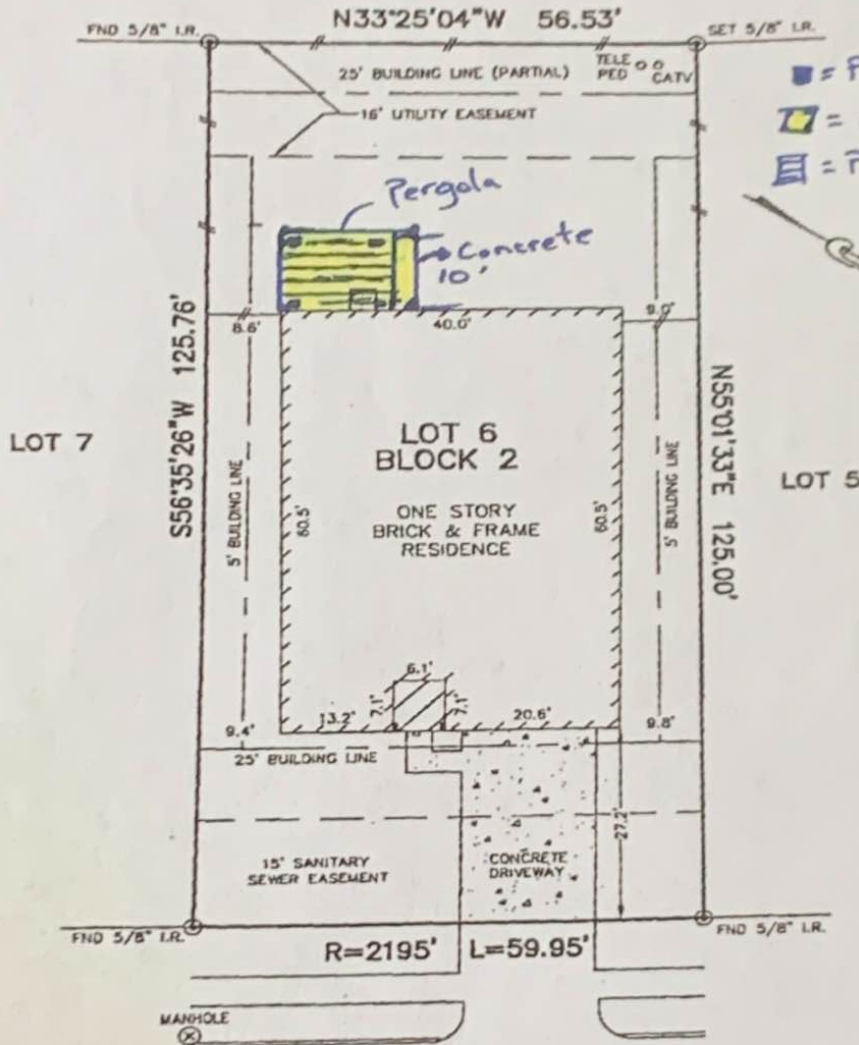 N33°25'04"W 56.53'
FND 5/8" I.R.
SET 5/8" I.R.
25' BUILDING LINE (PARTIAL)
TELE
PED
CATV
16' UTILITY EASEMENT
= P
=
= P
Pergola
Concrete
10'
8.6'
40.0'
9.0'
S56°35'26"W 125.76'
N55°01'33"E 125.00'
LOT 7
LOT 6
BLOCK 2
LOT 5
ONE STORY
BRICK & FRAME
RESIDENCE
5' BUILDING LINE
60.5'
60.5'
5' BUILDING LINE
6.1'
7.1'
7.1'
13.2'
20.6'
9.4'
9.8'
25' BUILDING LINE
27.2'
15' SANITARY
SEWER EASEMENT
CONCRETE
DRIVEWAY
FND 5/8" I.R.
FND 5/8" I.R.
R=2195' L=59.95'
MANHOLE